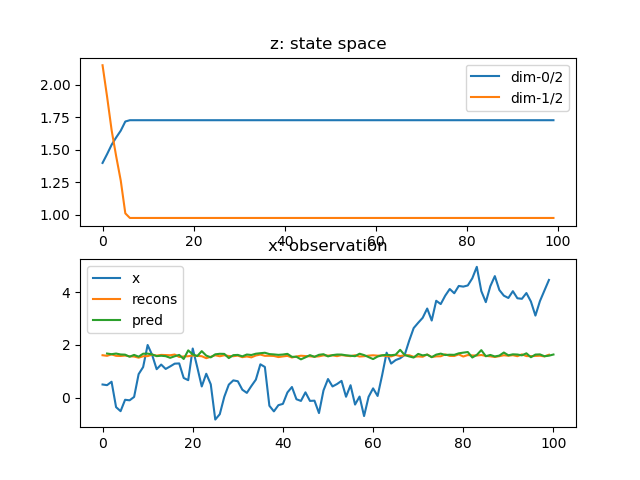 z: state space
2.00
1.75
1.50
1.25
1.00
dim-0/2
dim-1/2
0 20 40 60 80 100
x: observation
4
2
0
x
recons
pred
0 20 40 60 80 100